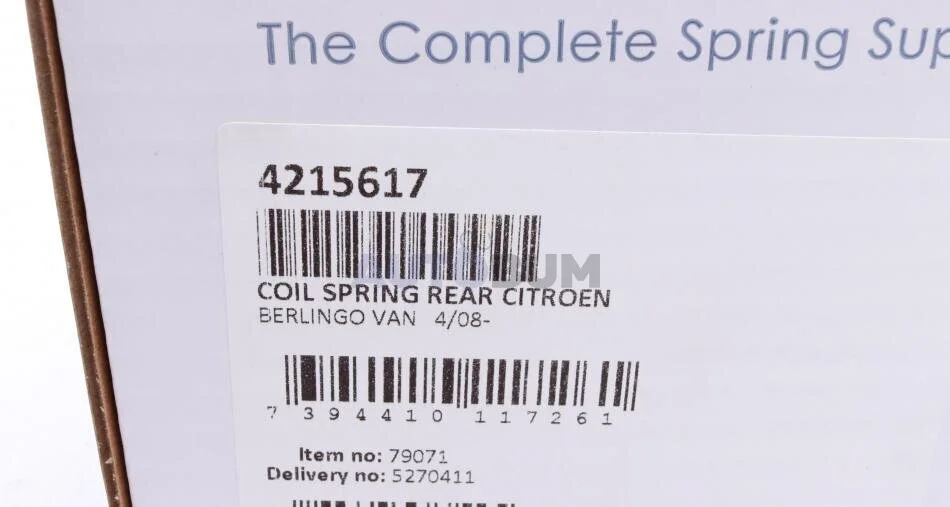 The Complete Spring Sup
4215617
AUTODUM
COIL SPRING REAR CITROEN
BERLINGO VAN 4/08-
7 394410 117261
Item no: 79071
Delivery no: 5270411